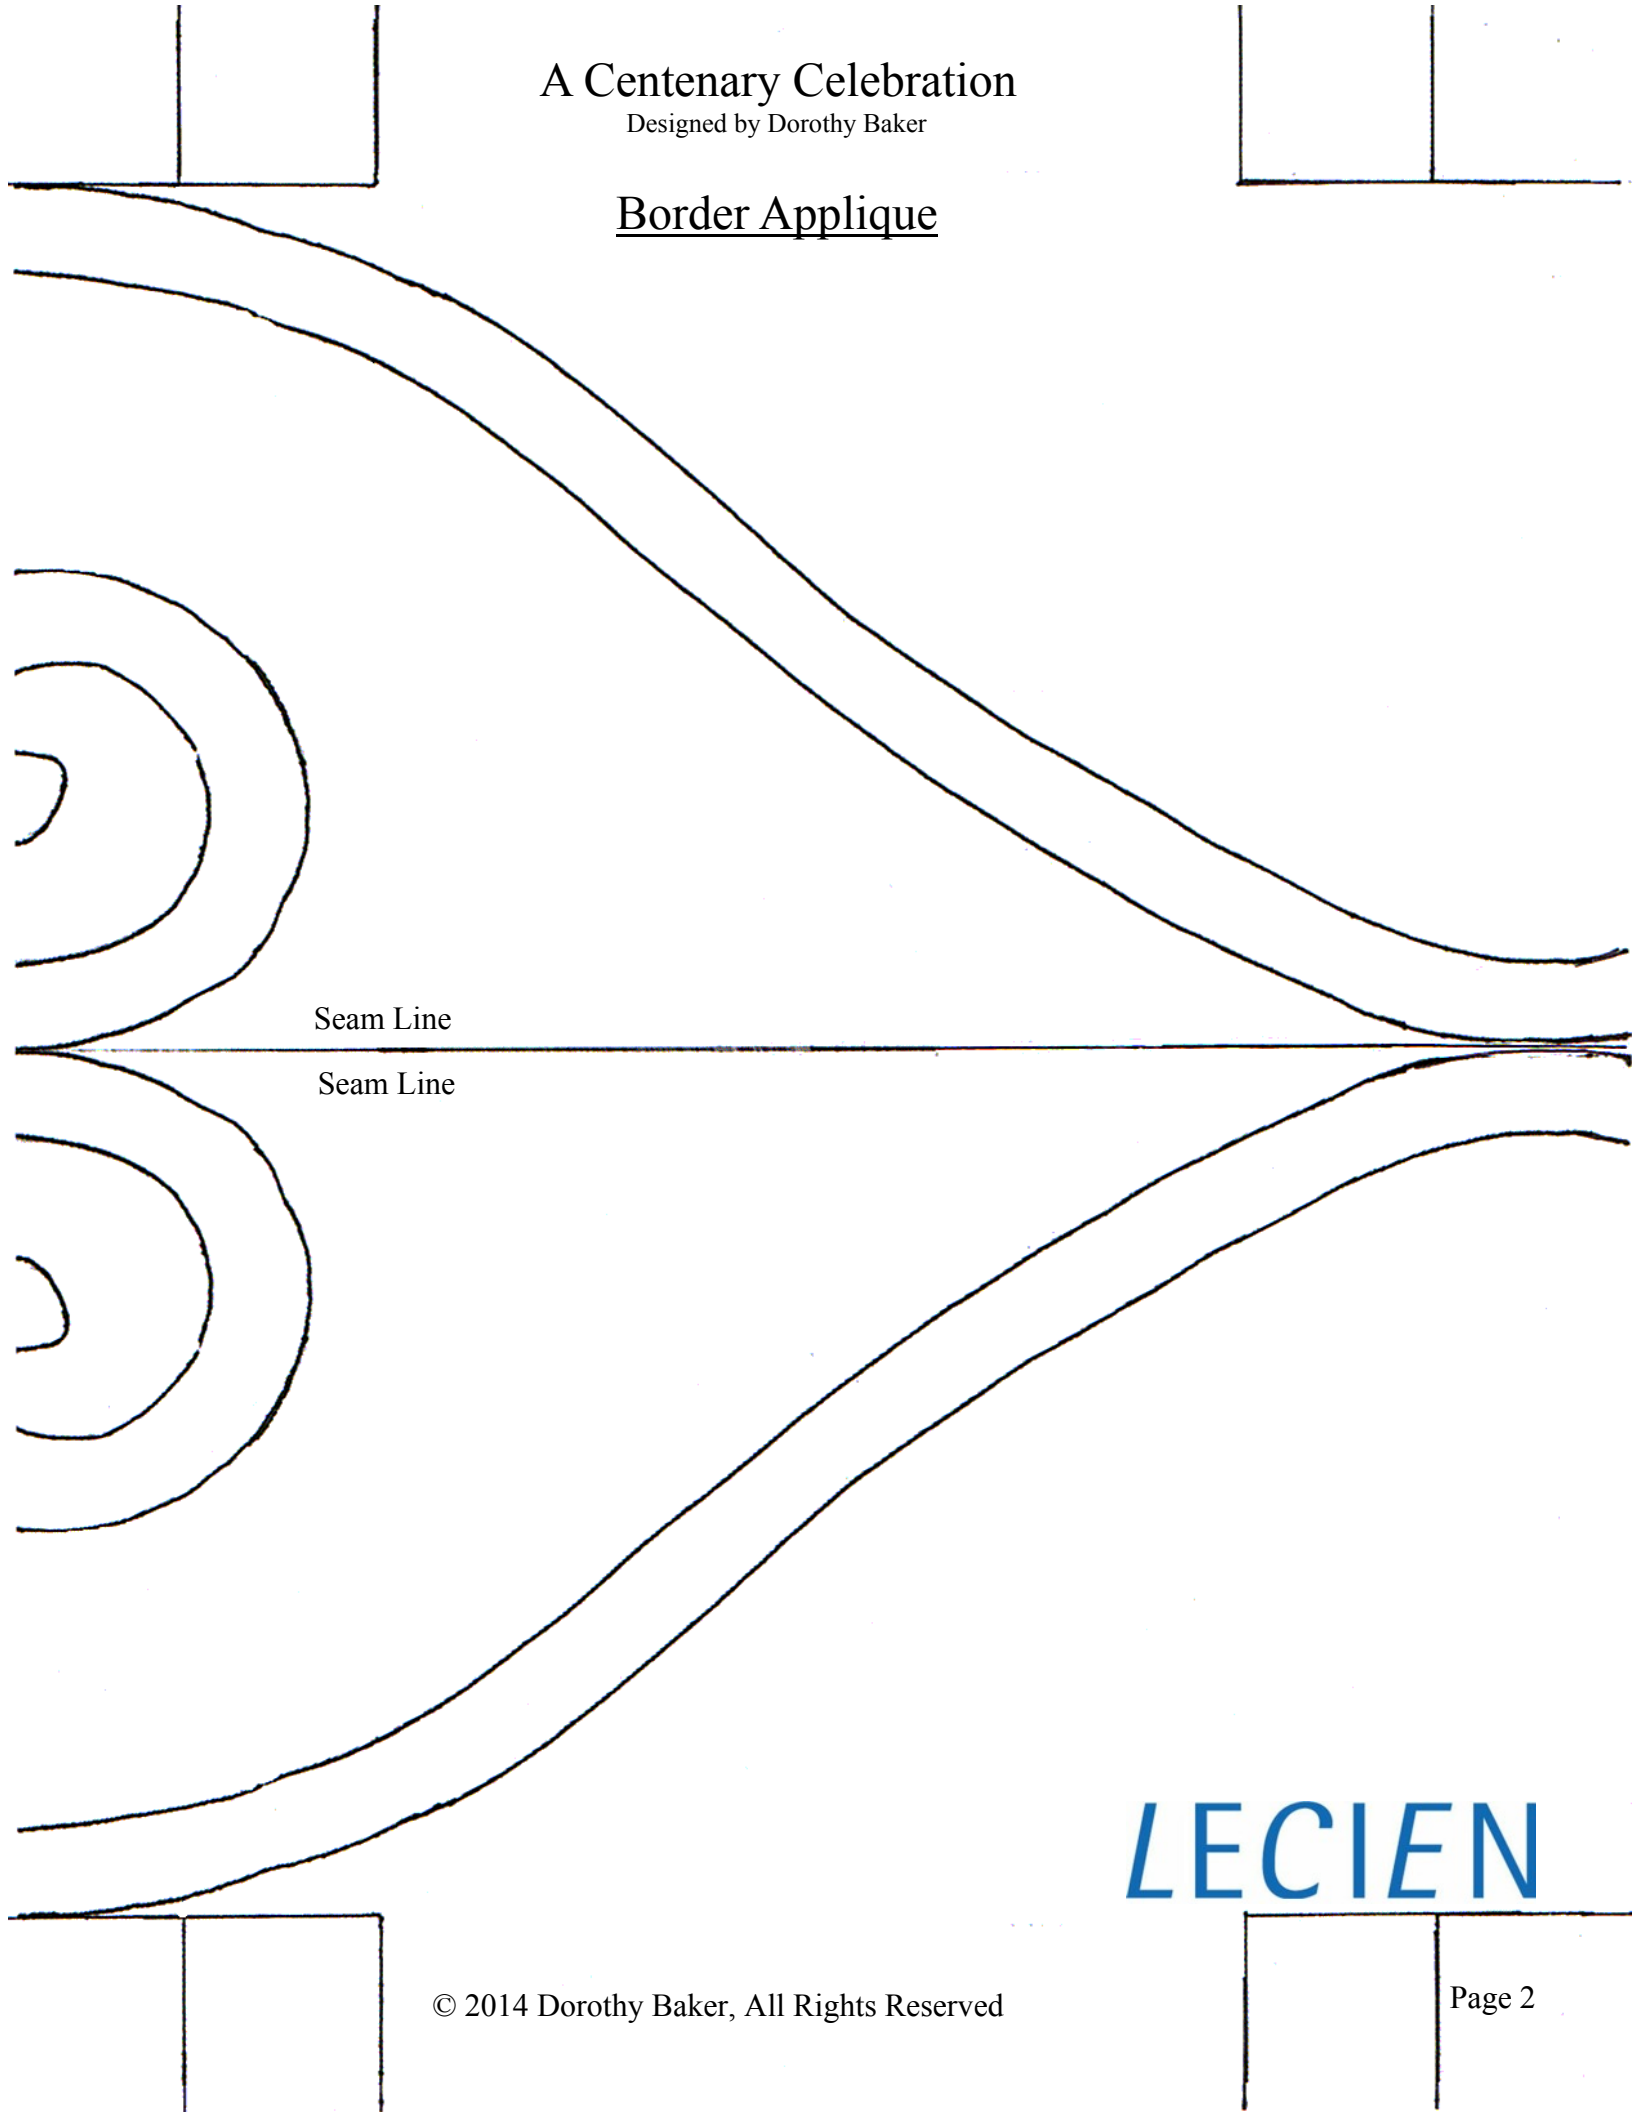 A Centenary Celebration
Designed by Dorothy Baker
Border Applique
Seam Line
Seam Line
LECIEN
© 2014 Dorothy Baker, All Rights Reserved
Page 2